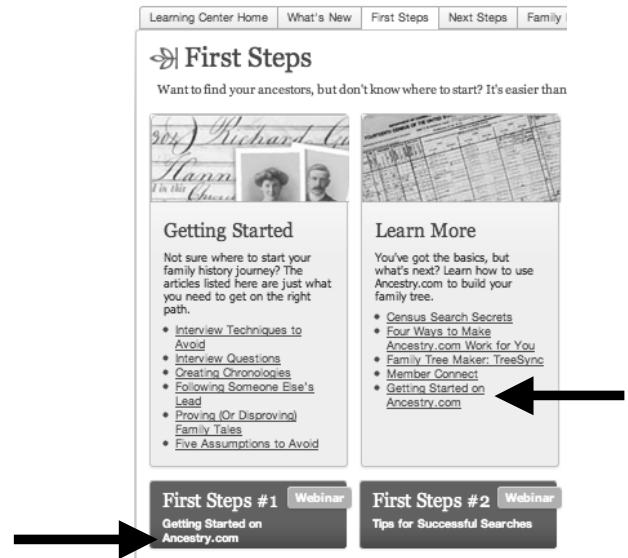 Learning Center Home What's New First Steps Next Steps Family
First Steps
Want to find your ancestors, but don't know where to start? It's easier than
Getting Started
Not sure where to start your
family history journey? The
articles listed here are just what
you need to get on the right
path.
Interview Techniques to
Avoid
Interview Questions
Creating Chronologies
Following Someone Else's
Lead
Proving (Or Disproving)
Family Tales
Five Assumptions to Avoid
Learn More
You've got the basics, but
what's next? Learn how to use
Ancestry.com to build your
family tree.
Census Search Secrets
Four Ways to Make
Ancestry.com Work for You
Family Tree Maker: TreeSync
Member Connect
Getting Started on
Ancestry.com
First Steps #1 Webinar
Getting Started on
Ancestry.com
First Steps #2 Webinar
Tips for Successful Searches